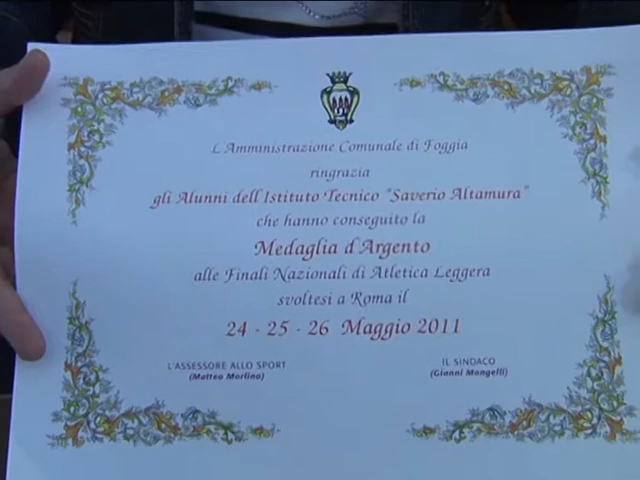 L'Amministrazione Comunale di Foggia
ringrazia
gli Alunni dell'Istituto Tecnico "Saverio Altamura"
che hanno conseguito la
Medaglia d'Argento
alle Finali Nazionali di Atletica Leggera
svoltesi a Roma il
24 - 25 - 26 Maggio 2011
L'ASSESSORE ALLO SPORT
(Matteo Morlino)
IL SINDACO
(Gianni Mongelli)